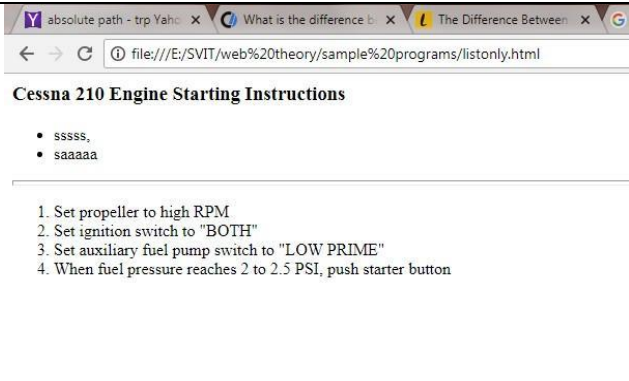 absolute path - trp Yaho
What is the difference b
The Difference Between
file:///E:/SVIT/web%20theory/sample%20programs/listonly.html
Cessna 210 Engine Starting Instructions
• sssss,
• saaaaa
1. Set propeller to high RPM
2. Set ignition switch to "BOTH"
3. Set auxiliary fuel pump switch to "LOW PRIME"
4. When fuel pressure reaches 2 to 2.5 PSI, push starter button